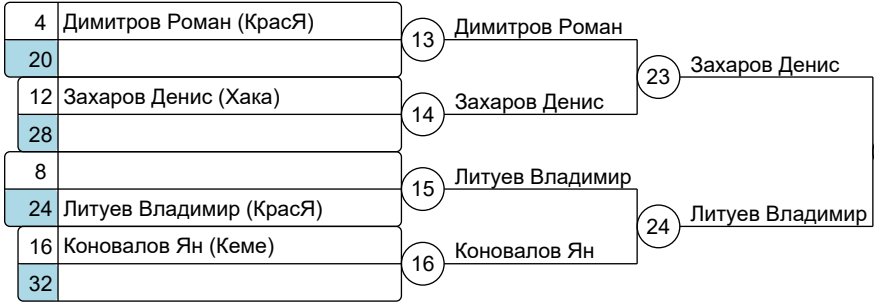 4 Димитров Роман (КрасЯ)
20
13 Димитров Роман
12 Захаров Денис (Хака)
28
14 Захаров Денис
23 Захаров Денис
8
24 Литуев Владимир (КрасЯ)
15 Литуев Владимир
16 Коновалов Ян (Кеме)
32
16 Коновалов Ян
24 Литуев Владимир